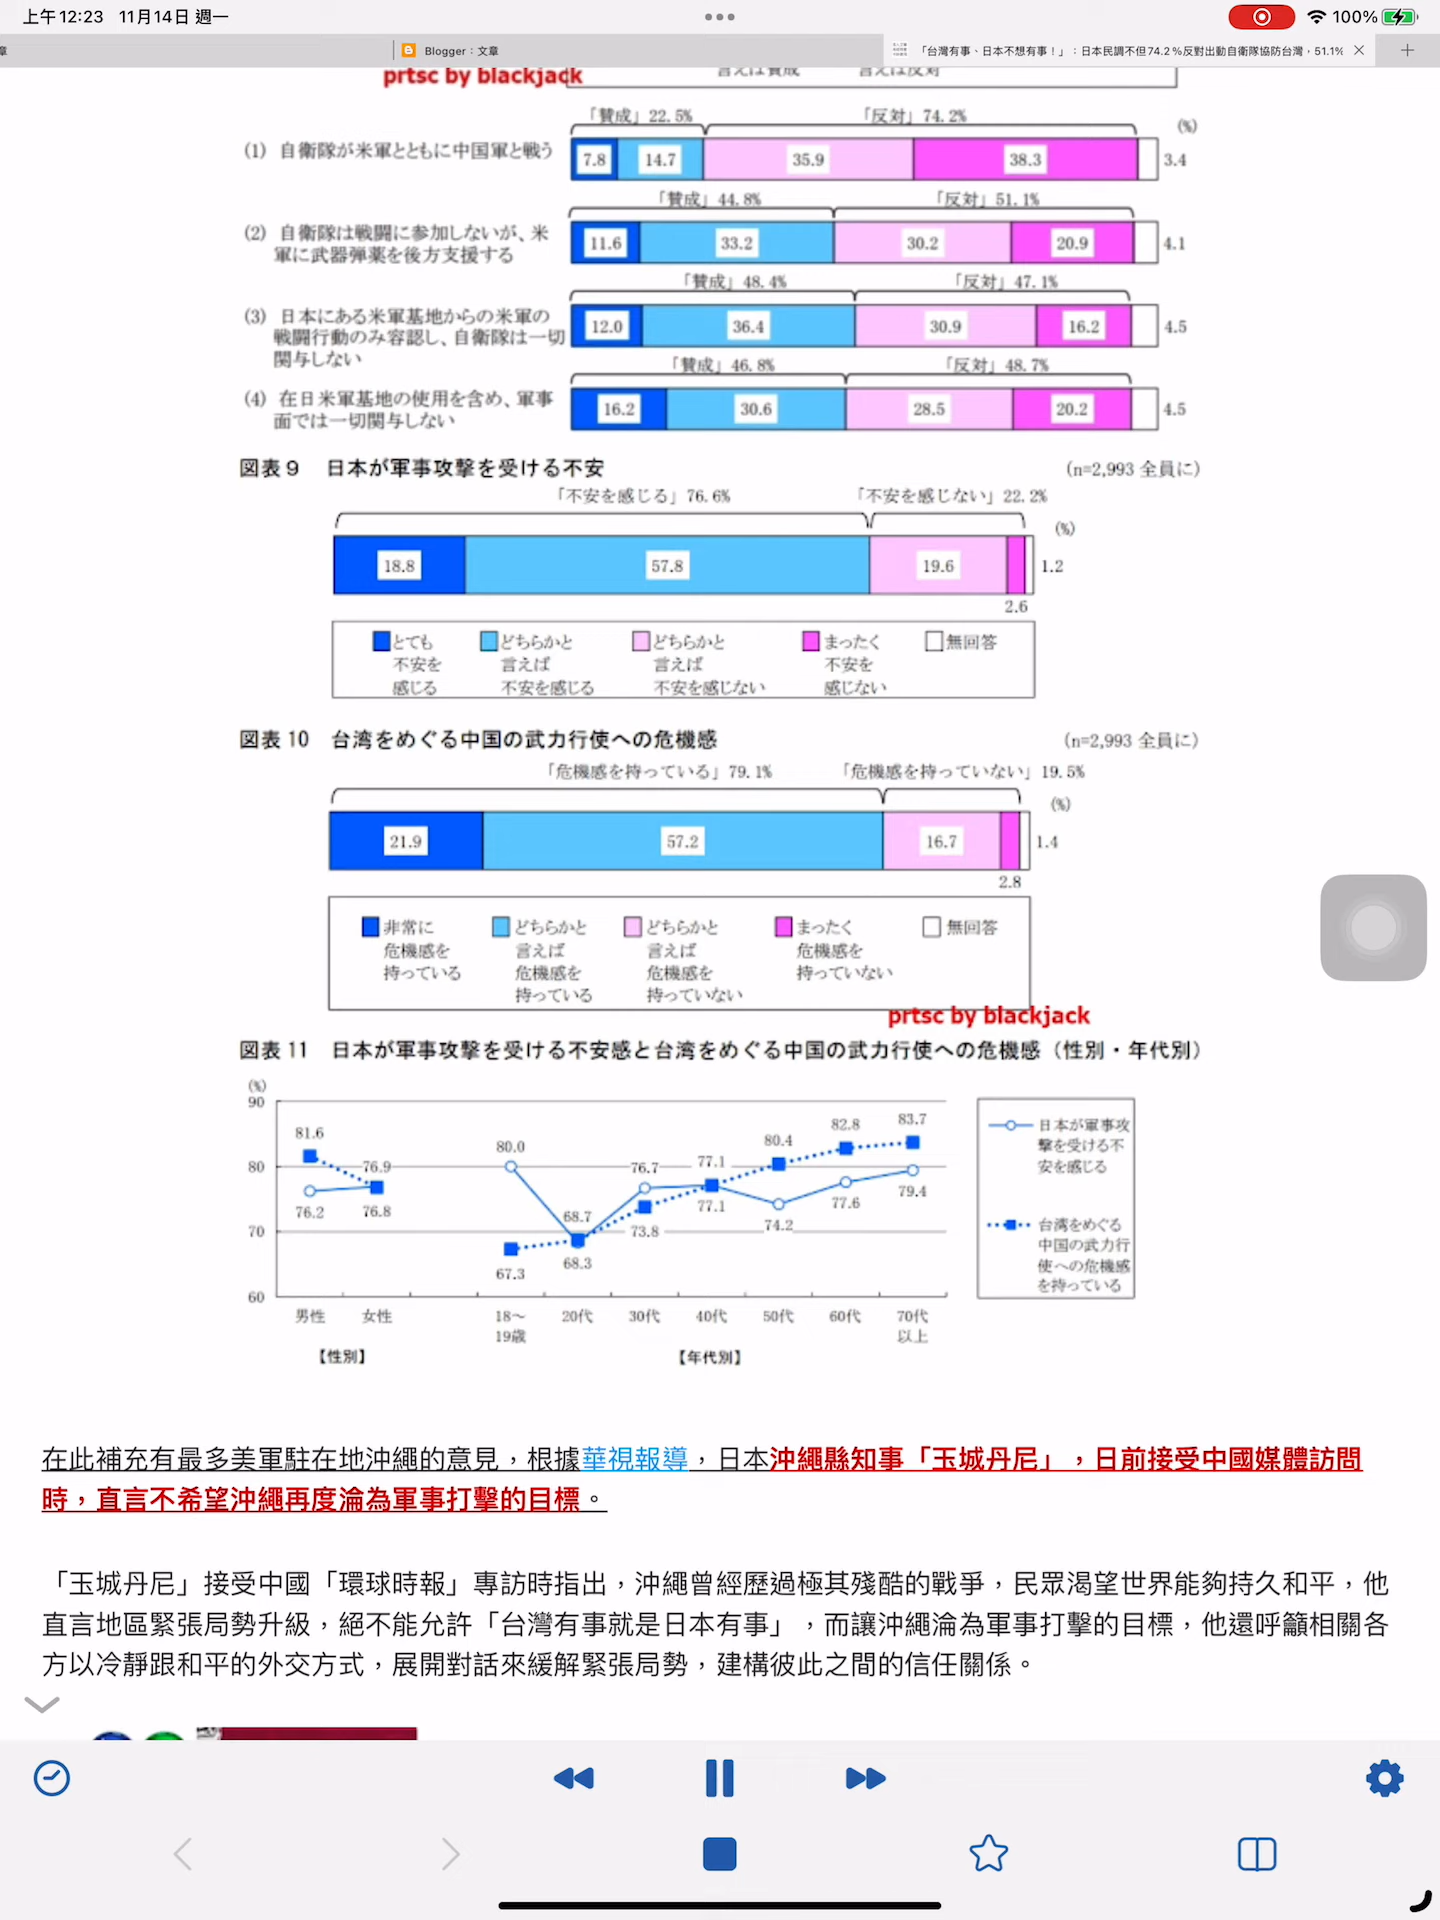 上午12:23 11月14日 週一
100%
章
Blogger：文章
「台灣有事、日本不想有事！」：日本民調不但74.2％反對出動自衛隊協防台灣，51.1%
prtsc by blackjack
言えば賛成 言えば反対
「賛成」22.5% 「反対」74.2%
(%)
(1) 自衛隊が米軍とともに中国軍と戦う
7.8 14.7 35.9 38.3 3.4
「賛成」44.8% 「反対」51.1%
(2) 自衛隊は戦闘に参加しないが、米
軍に武器弾薬を後方支援する
11.6 33.2 30.2 20.9 4.1
「賛成」48.4% 「反対」47.1%
(3) 日本にある米軍基地からの米軍の
戦闘行動のみ容認し、自衛隊は一切
関与しない
12.0 36.4 30.9 16.2 4.5
「賛成」46.8% 「反対」48.7%
(4) 在日米軍基地の使用を含め、軍事
面では一切関与しない
16.2 30.6 28.5 20.2 4.5
図表９ 日本が軍事攻撃を受ける不安 (n=2,993 全員に)
「不安を感じる」76.6% 「不安を感じない」22.2%
(%)
18.8 57.8 19.6 1.2
2.6
とても どちらかと どちらかと まったく 無回答
不安を 言えば 言えば 不安を
感じる 不安を感じる 不安を感じない 感じない
図表 10 台湾をめぐる中国の武力行使への危機感 (n=2,993 全員に)
「危機感を持っている」79.1% 「危機感を持っていない」19.5%
(%)
21.9 57.2 16.7 1.4
2.8
非常に どちらかと どちらかと まったく 無回答
危機感を 言えば 言えば 危機感を
持っている 危機感を 危機感を 持っていない
持っている 持っていない
prtsc by blackjack
図表 11 日本が軍事攻撃を受ける不安感と台湾をめぐる中国の武力行使への危機感（性別・年代別）
(%)
90
80
70
60
81.6 76.9 80.0 68.7 76.7 77.1 80.4 82.8 83.7
76.2 76.8 67.3 68.3 73.8 77.1 74.2 77.6 79.4
男性 女性 18～ 20代 30代 40代 50代 60代 70代
19歳 以上
【性別】 【年代別】
日本が軍事攻
撃を受ける不
安を感じる
台湾をめぐる
中国の武力行
使への危機感
を持っている
在此補充有最多美軍駐在地沖繩的意見，根據華視報導，日本沖繩縣知事「玉城丹尼」，日前接受中國媒體訪問
時，直言不希望沖繩再度淪為軍事打擊的目標。
「玉城丹尼」接受中國「環球時報」專訪時指出，沖繩曾經歷過極其殘酷的戰爭，民眾渴望世界能夠持久和平，他
直言地區緊張局勢升級，絕不能允許「台灣有事就是日本有事」，而讓沖繩淪為軍事打擊的目標，他還呼籲相關各
方以冷靜跟和平的外交方式，展開對話來緩解緊張局勢，建構彼此之間的信任關係。